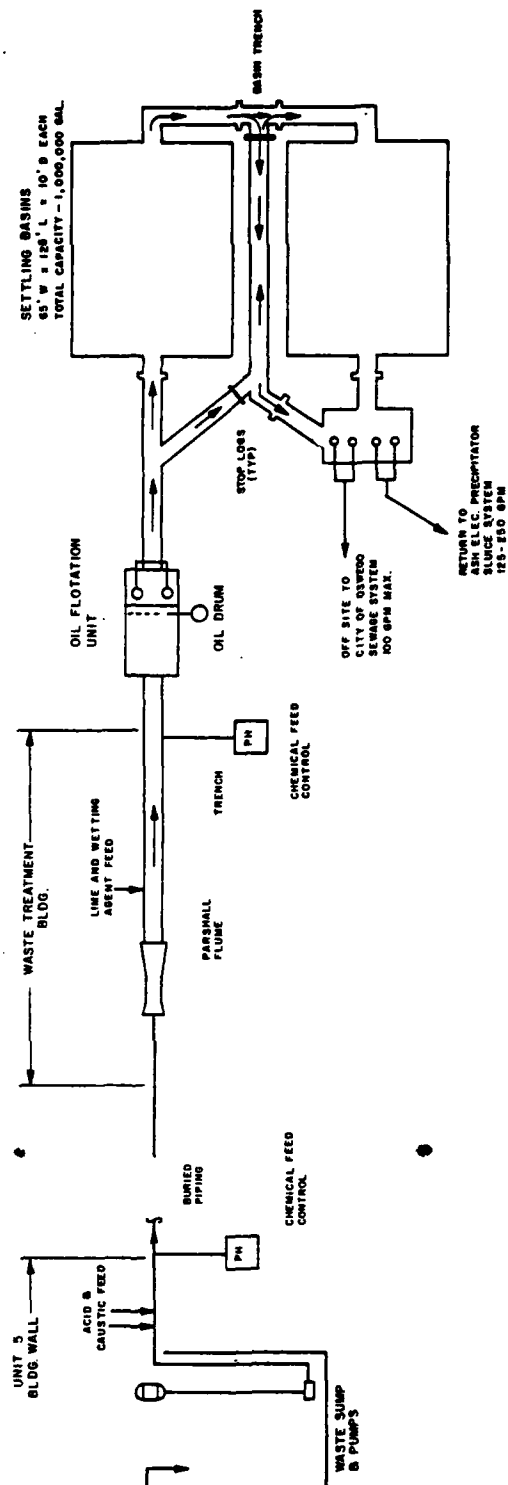 UNIT 5
BLDG. WALL
ACID &
CAUSTIC FEED
WASTE SUMP
& PUMPS
PH
CHEMICAL FEED
CONTROL
BURIED
PIPING
WASTE TREATMENT
BLDG.
LIME AND WETTING
AGENT FEED
PARSHALL
FLUME
TRENCH
PH
CHEMICAL FEED
CONTROL
OIL FLOTATION
UNIT
OIL DRUM
SETTLING BASINS
65' W x 126' L x 10' D EACH
TOTAL CAPACITY - 1,000,000 GAL.
STOP LOGS
(TYP)
BASIN TRENCH
OFF SITE TO
CITY OF OSWEGO
SEWAGE SYSTEM
100 GPM MAX.
RETURN TO
ASH ELEC. PRECIPITATOR
SLUICE SYSTEM
125-250 GPM